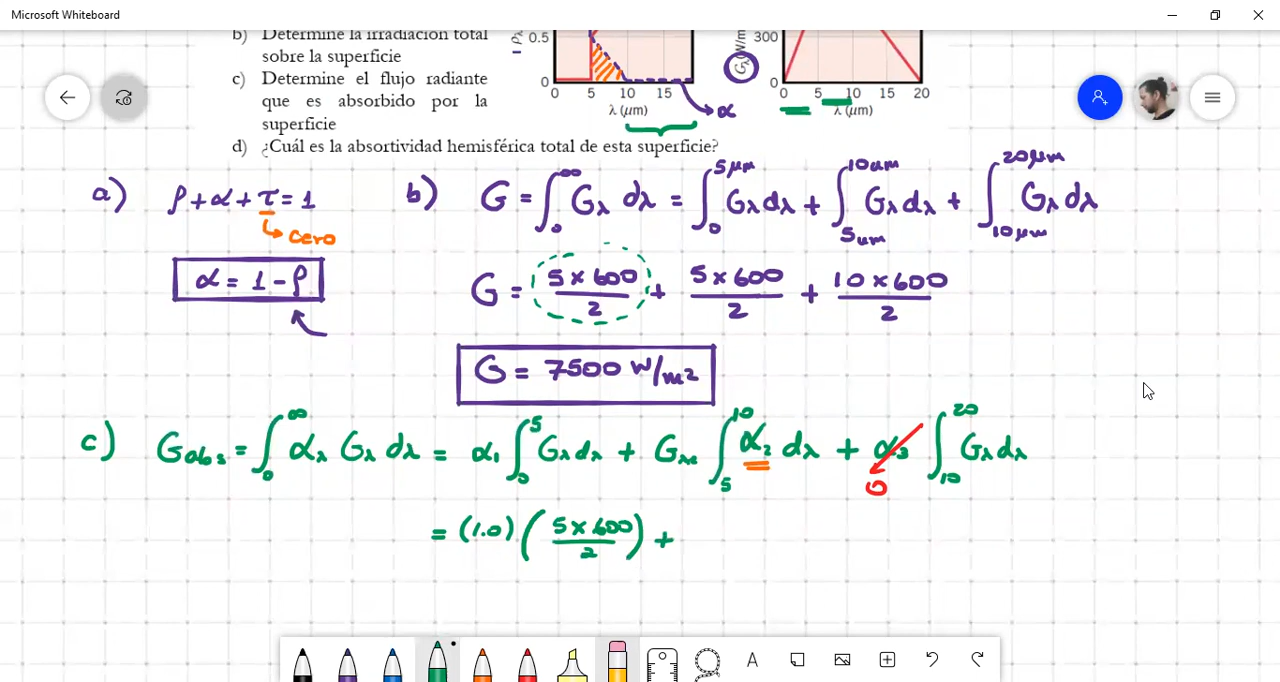 Microsoft Whiteboard
b) Determine la irradiación total
sobre la superficie
c) Determine el flujo radiante
que es absorbido por la
superficie
d) ¿Cuál es la absortividad hemisférica total de esta superficie?
0.5
0
0 5 10 15
λ (μm)
α
300
0
0 5 10 15 20
λ (μm)
a) ρ + α + τ = 1
cero
α = 1 - ρ
b) G = ∫₀^∞ Gλ dλ = ∫₀^5μm Gλ dλ + ∫5μm^10μm Gλ dλ + ∫10μm^20μm Gλ dλ
G = 5 x 600/2 + 5 x 600/2 + 10 x 600/2
G = 7500 W/m²
c) Gabs = ∫₀^∞ αλ Gλ dλ = α₁ ∫₀^5 Gλ dλ + Gλ ∫5^10 α₂ dλ + α₃ ∫10^20 Gλ dλ
0
= (1.0) (5 x 600/2) +
A